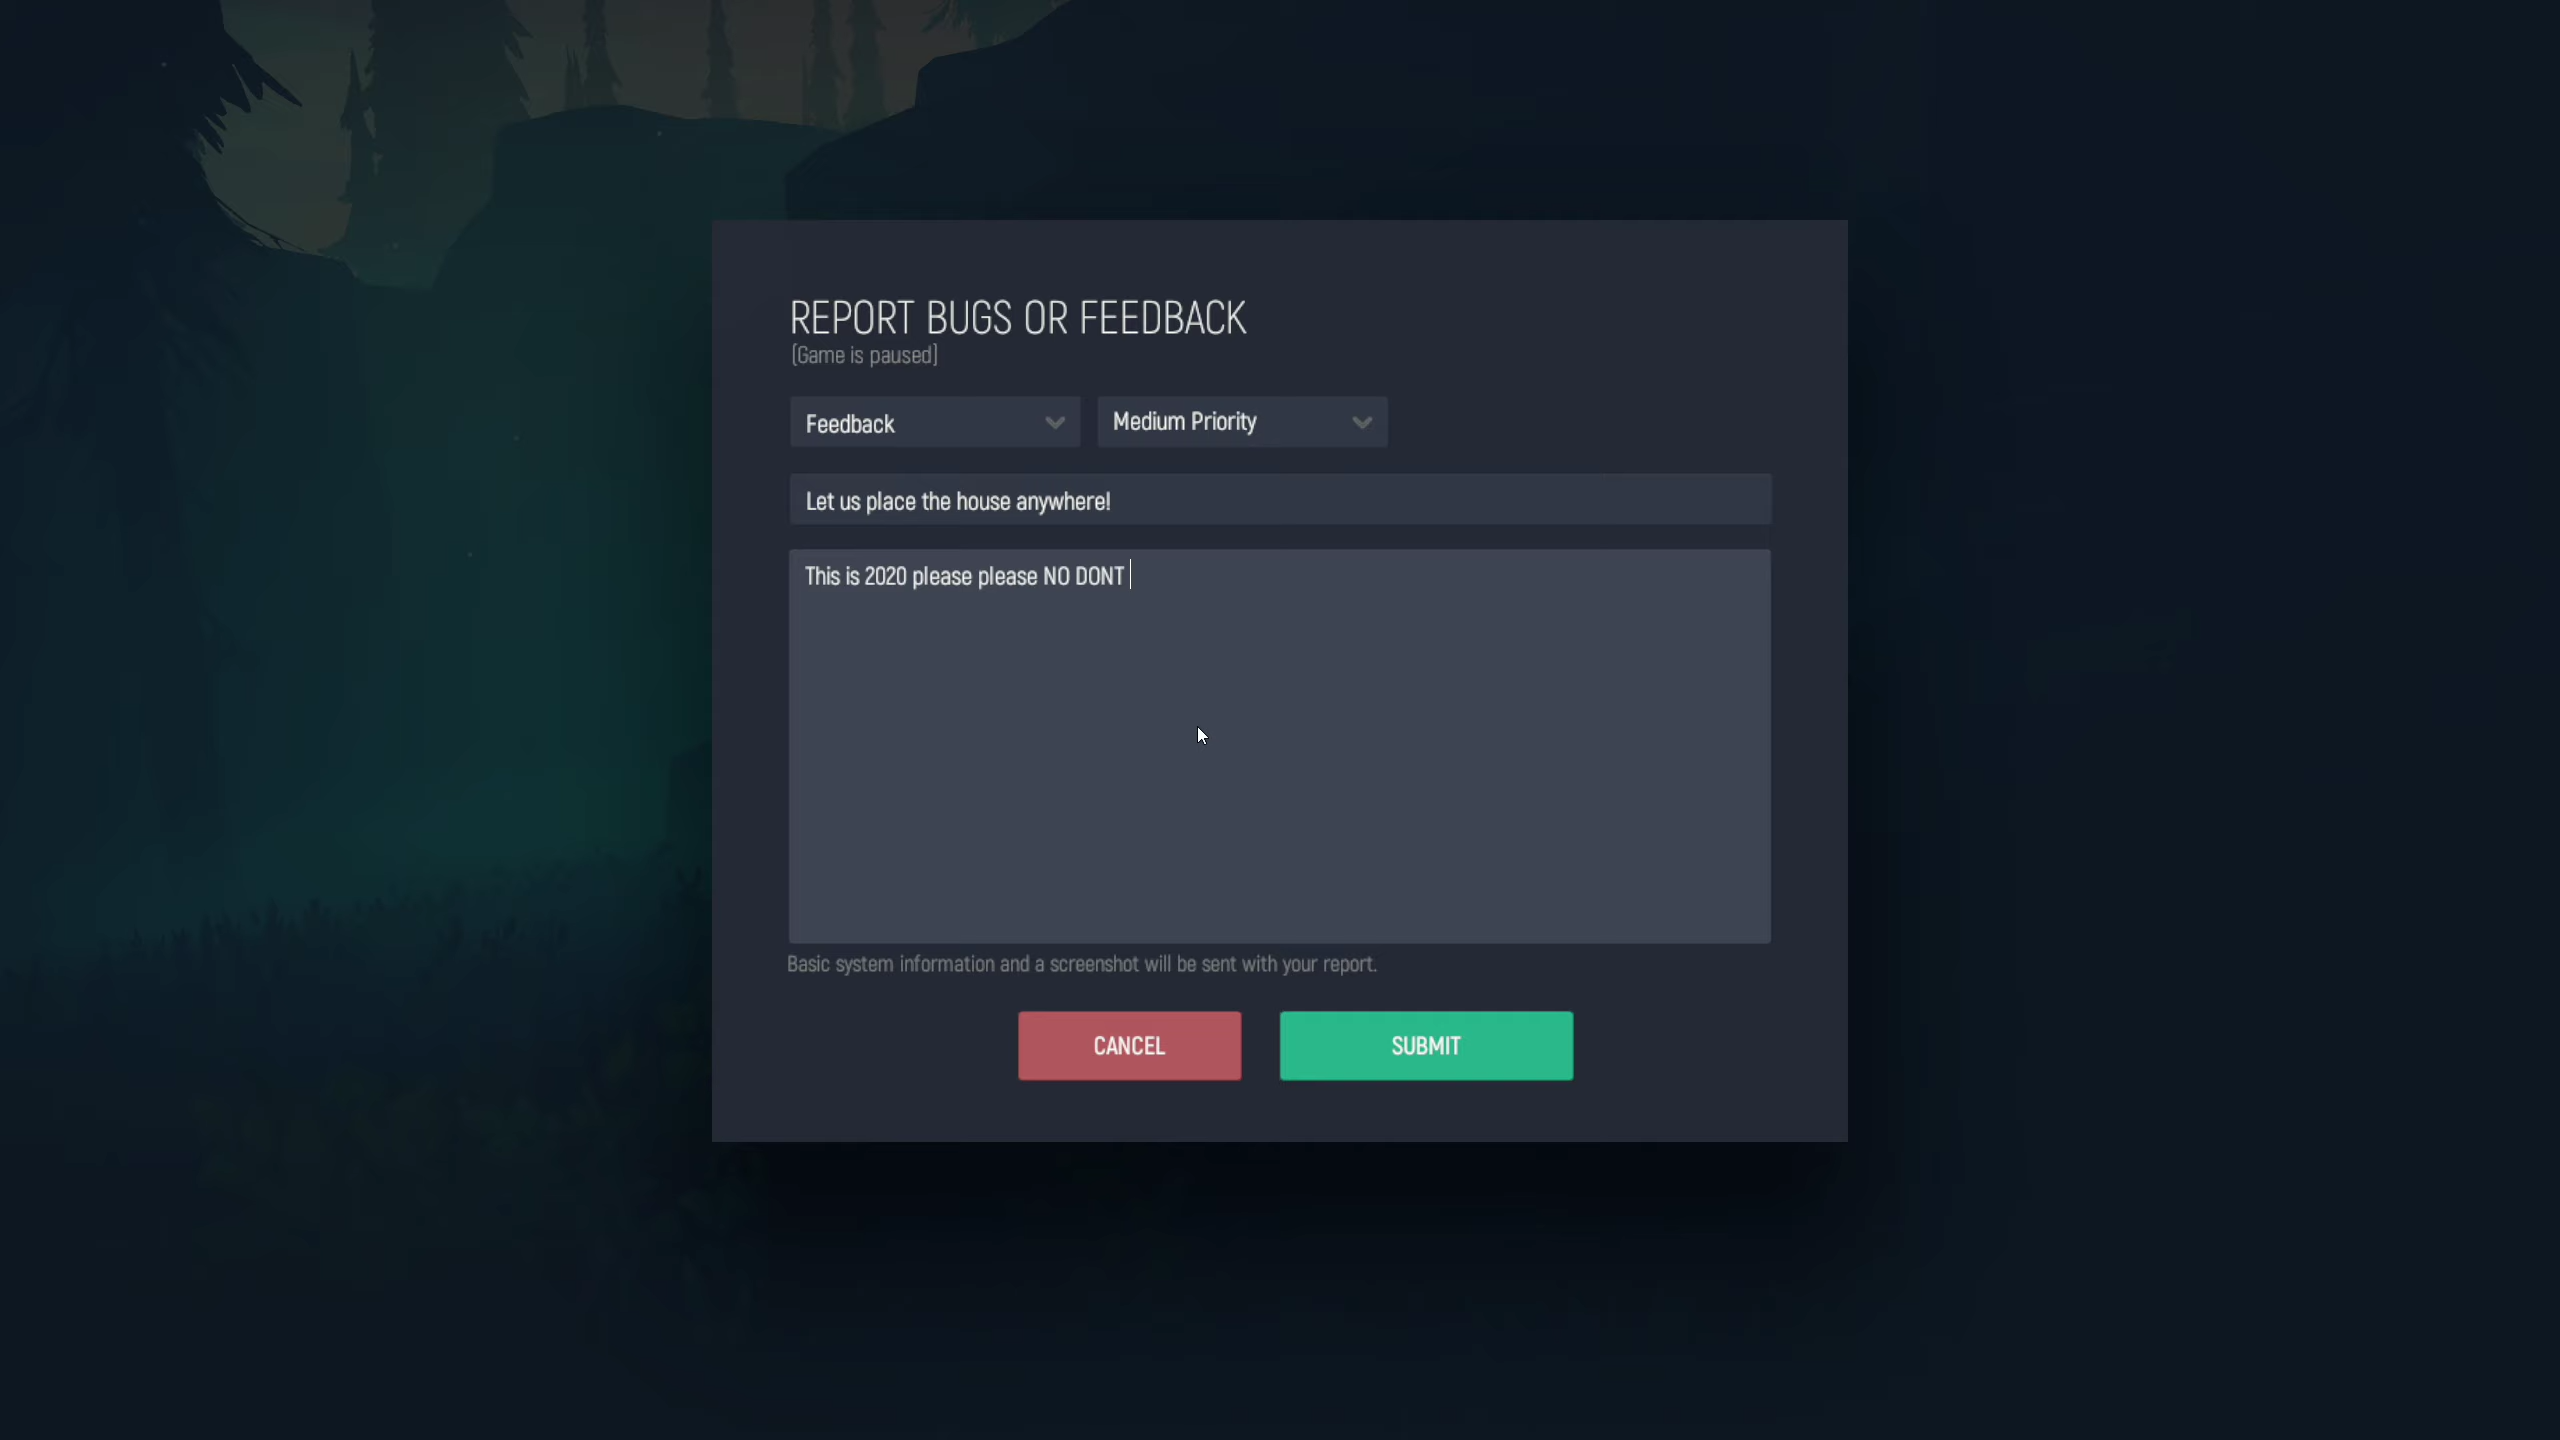 REPORT BUGS OR FEEDBACK
[Game is paused]
Feedback
Medium Priority
Let us place the house anywhere!
This is 2020 please please NO DONT
Basic system information and a screenshot will be sent with your report.
CANCEL
SUBMIT